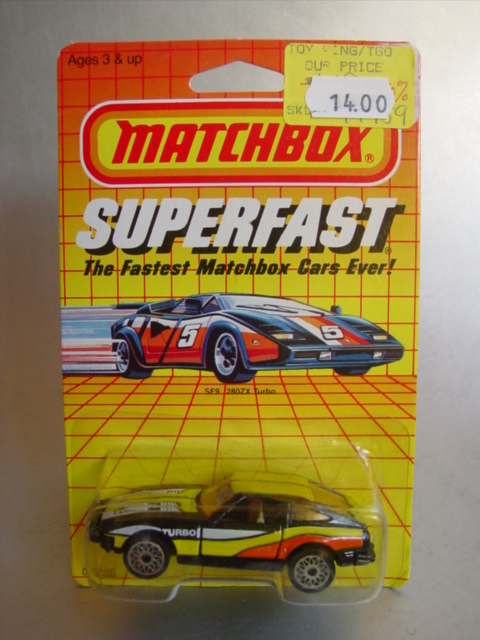 Ages 3 & up
OUR PRICE
14.00
MATCHBOX®
SUPERFAST
The Fastest Matchbox Cars Ever!
5
5
SF9 280ZX Turbo
TURBO